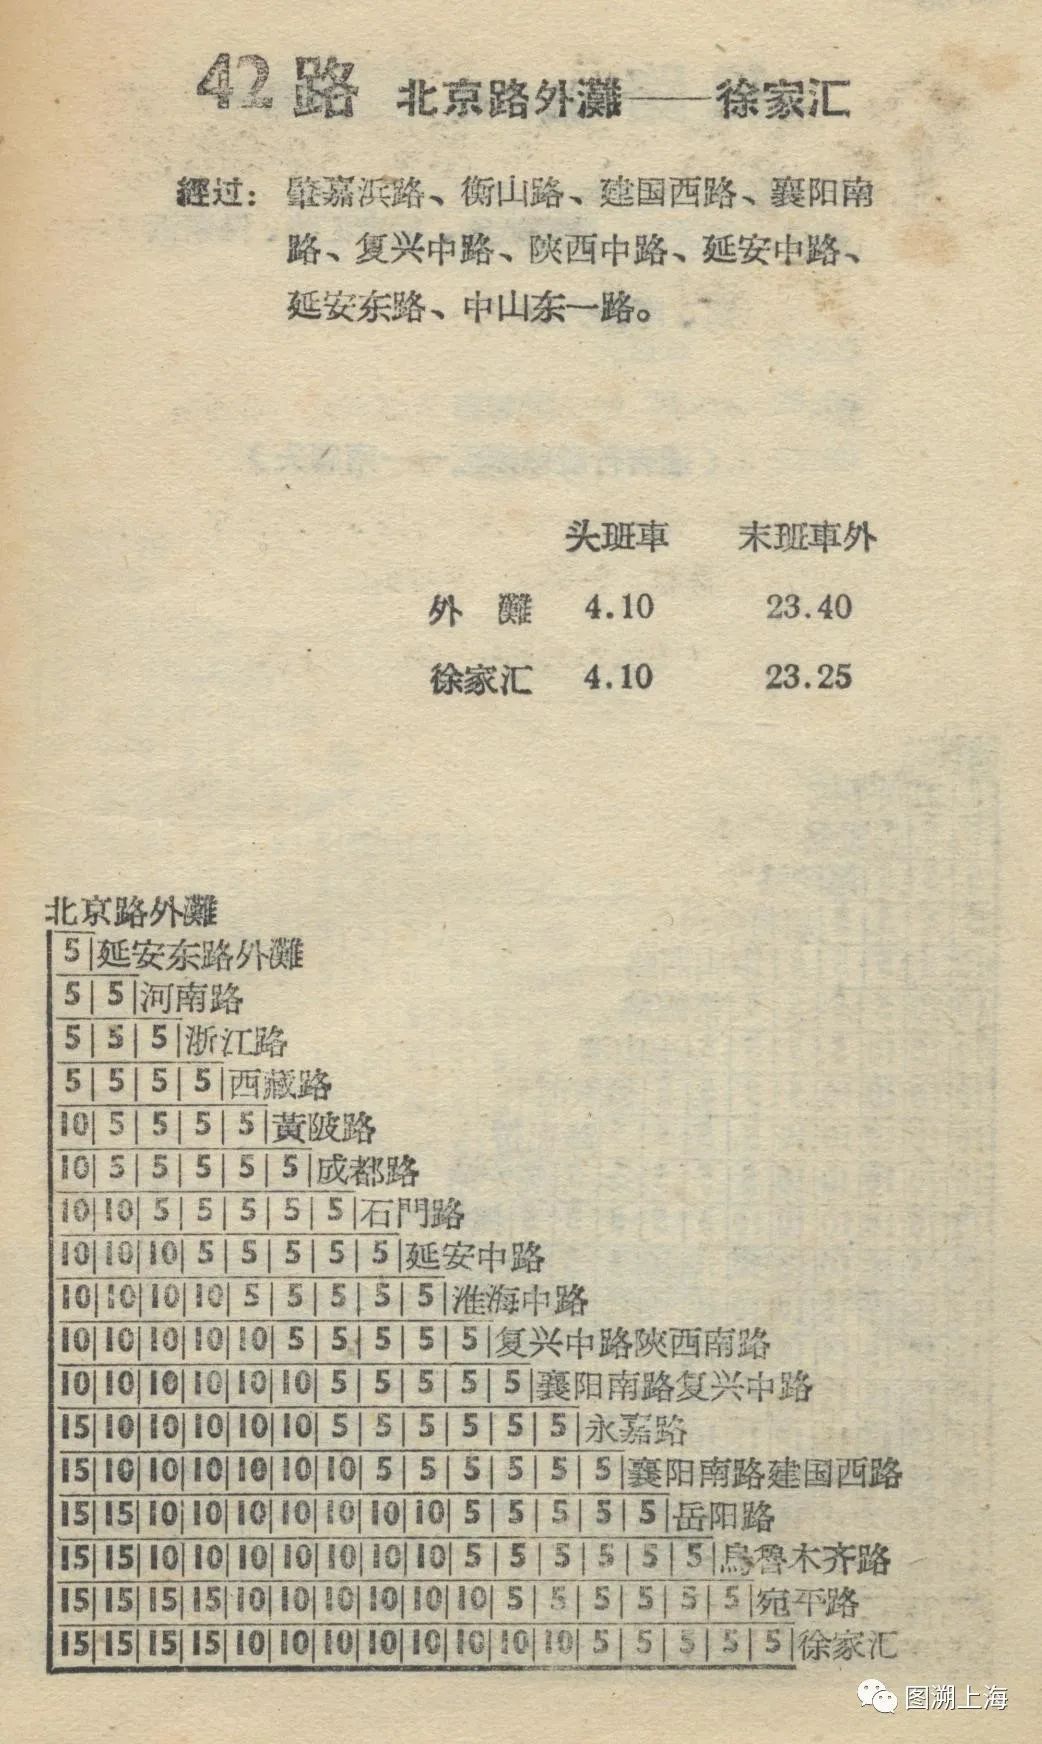 42路 北京路外灘——徐家汇
經过：肇嘉浜路、衡山路、建国西路、襄阳南
路、复兴中路、陝西中路、延安中路、
延安东路、中山东一路。
头班車 末班車外
外 灘 4.10 23.40
徐家汇 4.10 23.25
北京路外灘
5|延安东路外灘
5|5|河南路
5|5|5|浙江路
5|5|5|5|西藏路
10|5|5|5|5|黃陂路
10|5|5|5|5|5|成都路
10|10|5|5|5|5|5|石門路
10|10|10|5|5|5|5|5|延安中路
10|10|10|10|5|5|5|5|5|淮海中路
10|10|10|10|10|5|5|5|5|5|复兴中路陝西南路
10|10|10|10|10|10|5|5|5|5|5|襄阳南路复兴中路
15|10|10|10|10|10|5|5|5|5|5|5|永嘉路
15|10|10|10|10|10|10|5|5|5|5|5|5|襄阳南路建国西路
15|15|10|10|10|10|10|10|10|5|5|5|5|5|岳阳路
15|15|10|10|10|10|10|10|10|5|5|5|5|5|5|烏魯木齐路
15|15|15|15|10|10|10|10|10|10|5|5|5|5|5|5|宛平路
15|15|15|15|10|10|10|10|10|10|10|10|5|5|5|5|5|徐家汇
图溯上海